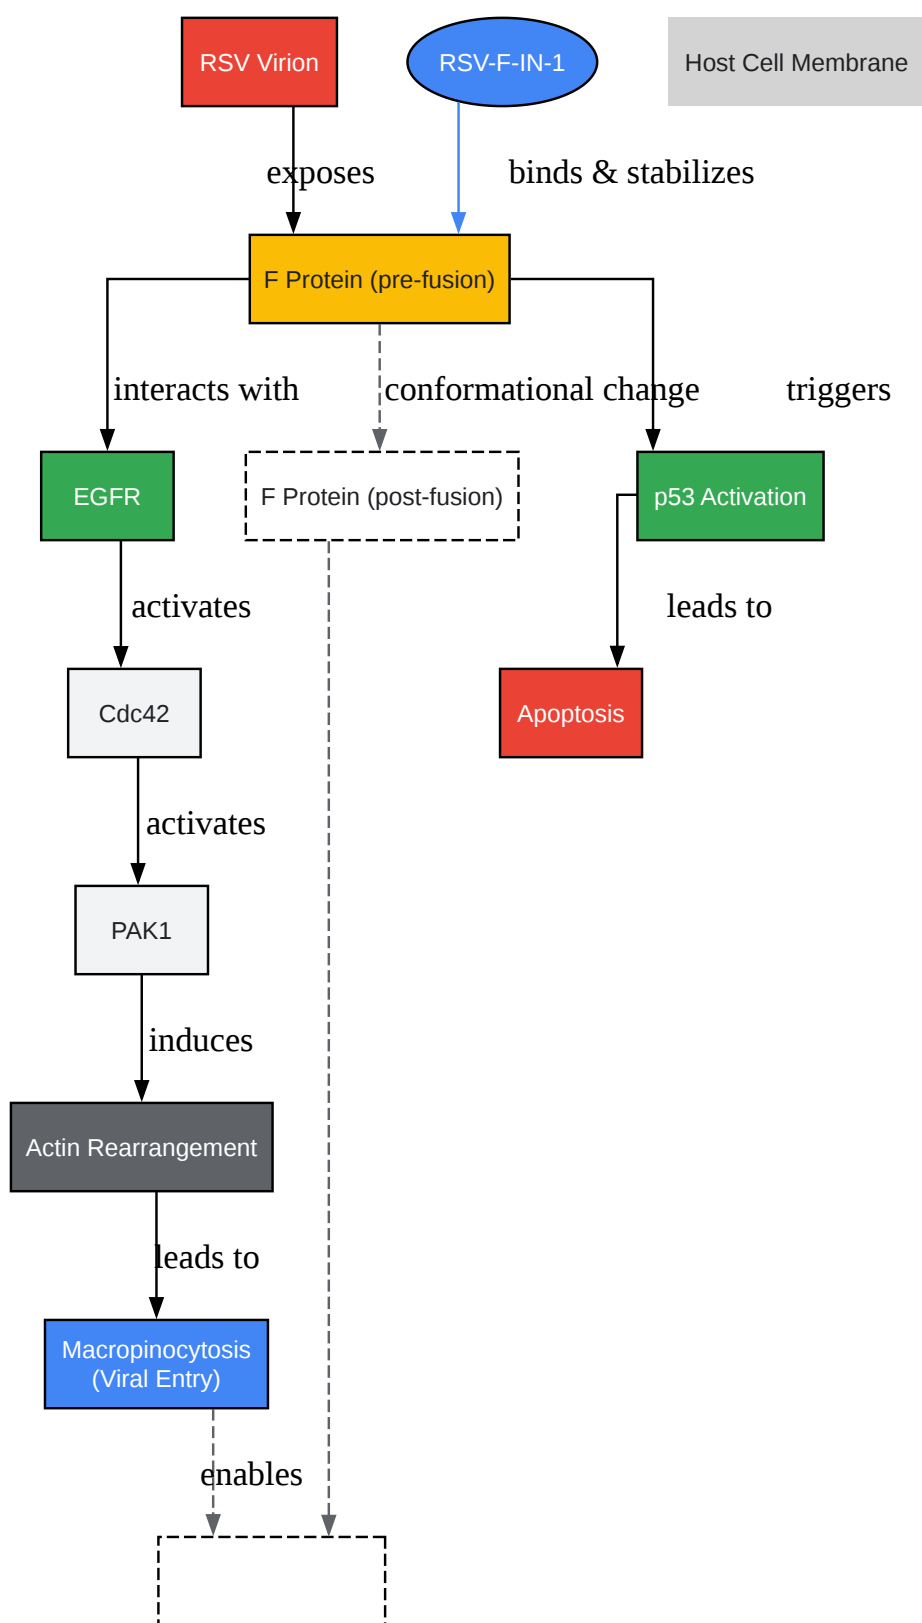 RSV Virion
RSV-F-IN-1
Host Cell Membrane
exposes
binds & stabilizes
F Protein (pre-fusion)
interacts with
conformational change
triggers
EGFR
F Protein (post-fusion)
p53 Activation
activates
leads to
Cdc42
Apoptosis
activates
PAK1
induces
Actin Rearrangement
leads to
Macropinocytosis
(Viral Entry)
enables